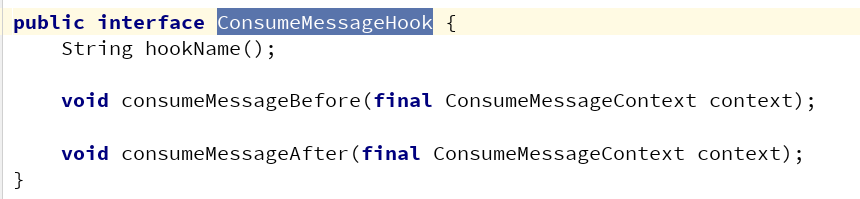 public interface ConsumeMessageHook {
    String hookName();
    void consumeMessageBefore(final ConsumeMessageContext context);
    void consumeMessageAfter(final ConsumeMessageContext context);
}